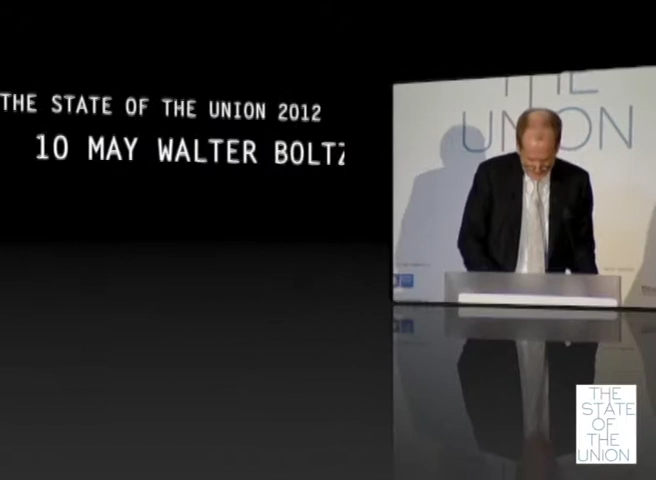 THE STATE OF THE UNION 2012
10 MAY WALTER BOLTZ
THE
UNION
THE
STATE
OF
THE
UNION